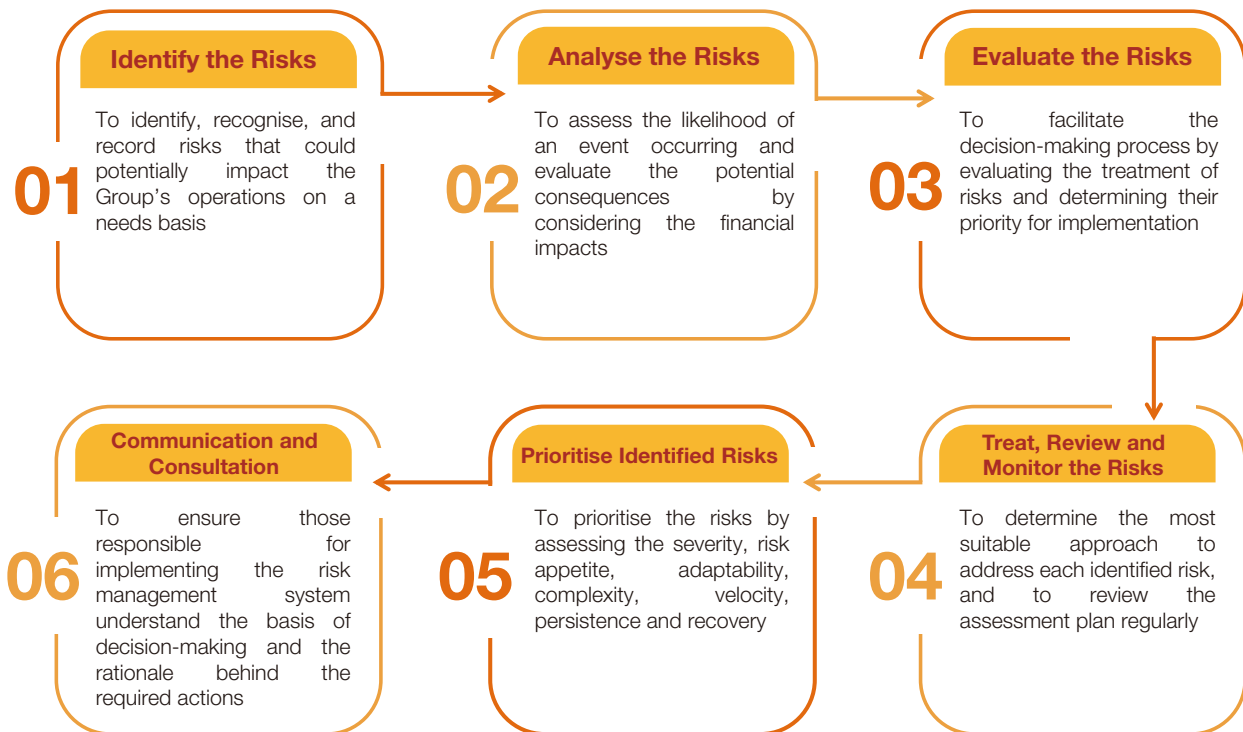 Identify the Risks
01
To identify, recognise, and
record risks that could
potentially impact the
Group’s operations on a
needs basis
Analyse the Risks
02
To assess the likelihood of
an event occurring and
evaluate the potential
consequences by
considering the financial
impacts
Evaluate the Risks
03
To facilitate the
decision-making process by
evaluating the treatment of
risks and determining their
priority for implementation
Treat, Review and
Monitor the Risks
04
To determine the most
suitable approach to
address each identified risk,
and to review the
assessment plan regularly
Prioritise Identified Risks
05
To prioritise the risks by
assessing the severity, risk
appetite, adaptability,
complexity, velocity,
persistence and recovery
Communication and
Consultation
06
To ensure those
responsible for
implementing the risk
management system
understand the basis of
decision-making and the
rationale behind the
required actions